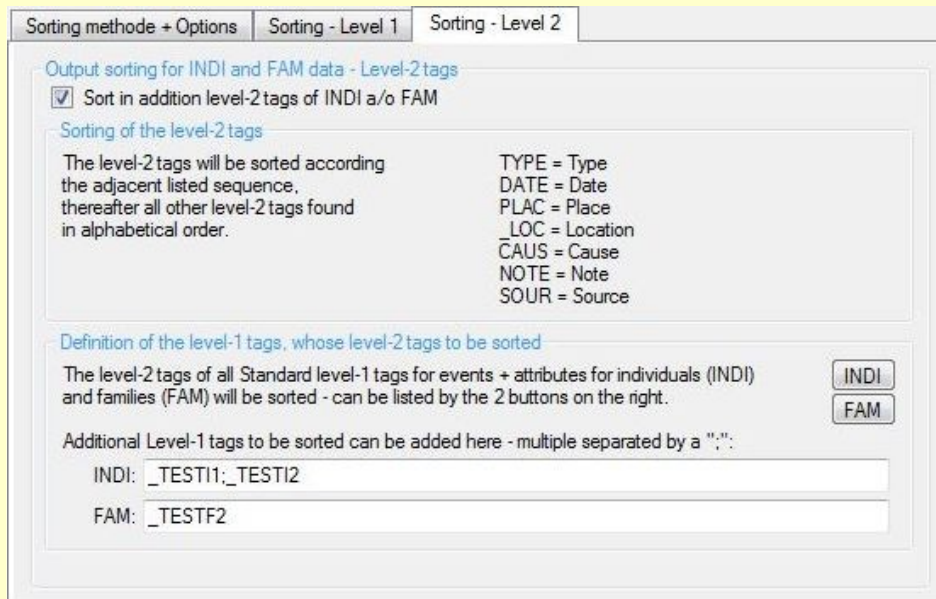 Sorting methode + Options
Sorting - Level 1
Sorting - Level 2
Output sorting for INDI and FAM data - Level-2 tags
Sort in addition level-2 tags of INDI a/o FAM
Sorting of the level-2 tags
The level-2 tags will be sorted according
the adjacent listed sequence,
thereafter all other level-2 tags found
in alphabetical order.
TYPE = Type
DATE = Date
PLAC = Place
_LOC = Location
CAUS = Cause
NOTE = Note
SOUR = Source
Definition of the level-1 tags, whose level-2 tags to be sorted
The level-2 tags of all Standard level-1 tags for events + attributes for individuals (INDI)
and families (FAM) will be sorted - can be listed by the 2 buttons on the right.
INDI
FAM
Additional Level-1 tags to be sorted can be added here - multiple separated by a ";":
INDI: _TESTI1;_TESTI2
FAM: _TESTF2